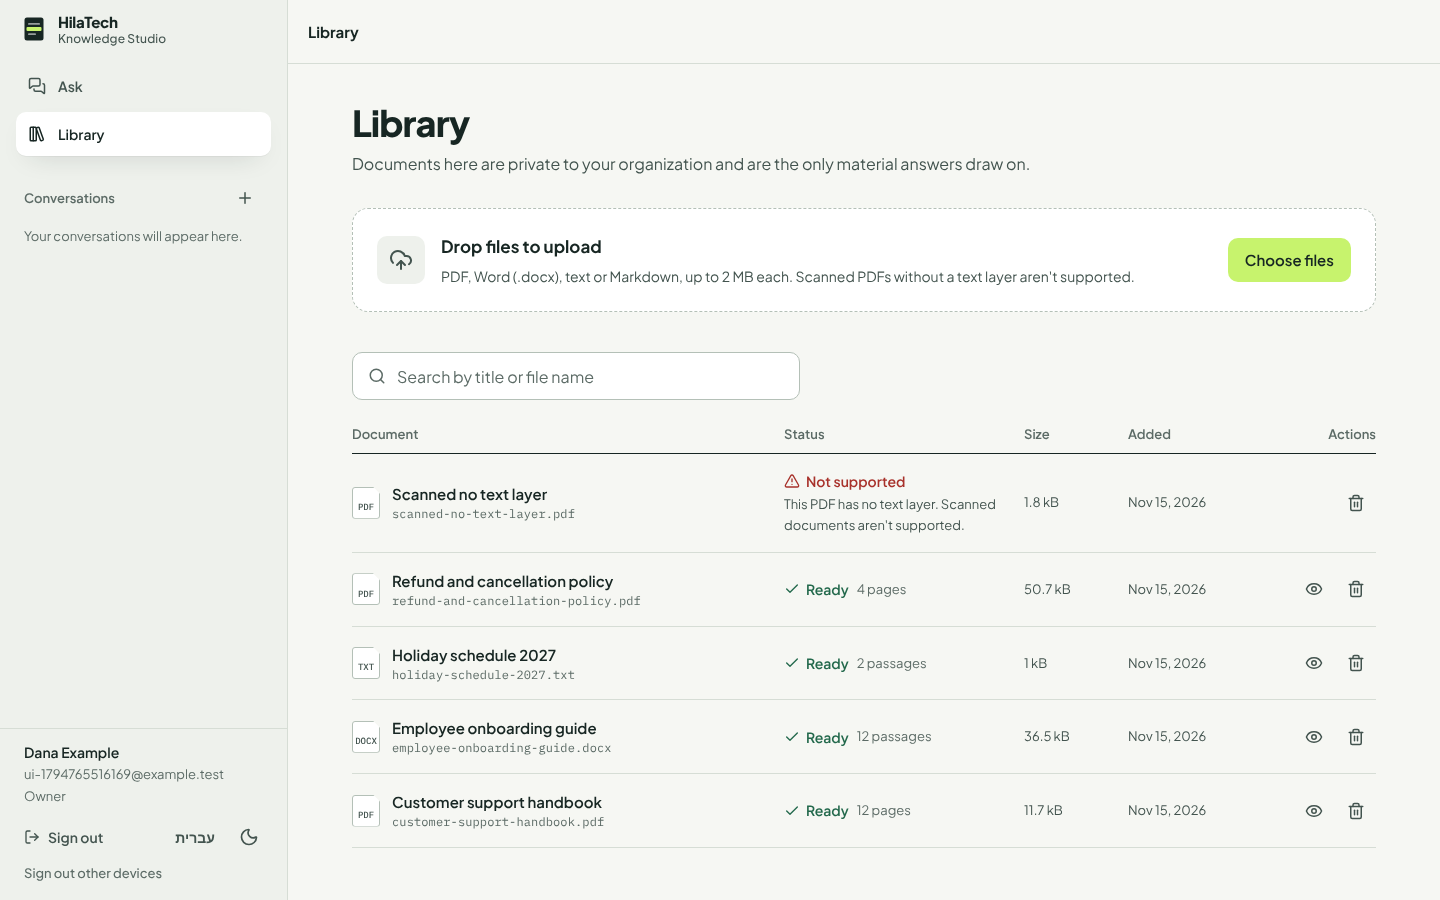 HilaTech
Knowledge Studio
Ask
Library
Conversations
Your conversations will appear here.
Dana Example
ui-1794765516169@example.test
Owner
Sign out
עברית
Sign out other devices
Library
Library
Documents here are private to your organization and are the only material answers draw on.
Drop files to upload
PDF, Word (.docx), text or Markdown, up to 2 MB each. Scanned PDFs without a text layer aren't supported.
Choose files
Search by title or file name
Document Status Size Added Actions
PDF Scanned no text layer
scanned-no-text-layer.pdf
Not supported
This PDF has no text layer. Scanned
documents aren't supported.
1.8 kB Nov 15, 2026
PDF Refund and cancellation policy
refund-and-cancellation-policy.pdf
Ready 4 pages 50.7 kB Nov 15, 2026
TXT Holiday schedule 2027
holiday-schedule-2027.txt
Ready 2 passages 1 kB Nov 15, 2026
DOCX Employee onboarding guide
employee-onboarding-guide.docx
Ready 12 passages 36.5 kB Nov 15, 2026
PDF Customer support handbook
customer-support-handbook.pdf
Ready 12 pages 11.7 kB Nov 15, 2026